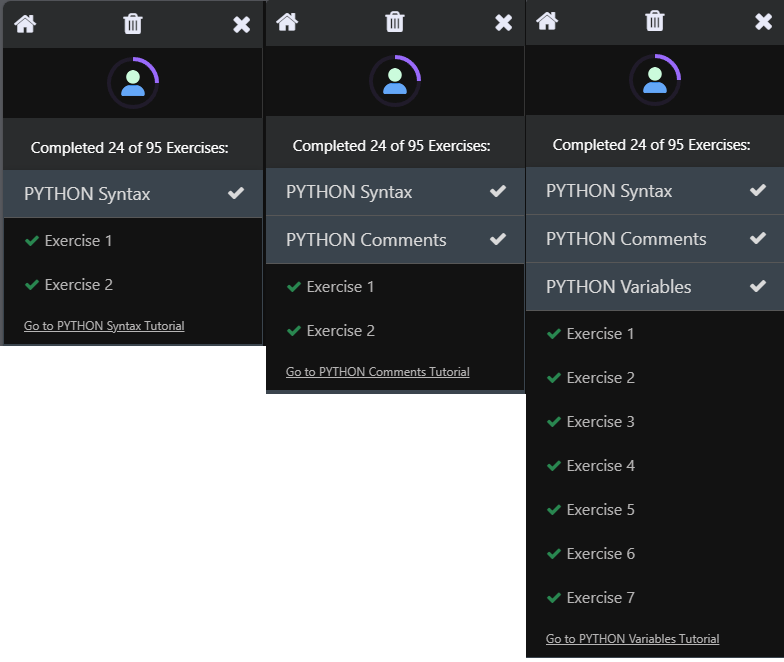 Completed 24 of 95 Exercises:
PYTHON Syntax
Exercise 1
Exercise 2
Go to PYTHON Syntax Tutorial
Completed 24 of 95 Exercises:
PYTHON Syntax
PYTHON Comments
Exercise 1
Exercise 2
Go to PYTHON Comments Tutorial
Completed 24 of 95 Exercises:
PYTHON Syntax
PYTHON Comments
PYTHON Variables
Exercise 1
Exercise 2
Exercise 3
Exercise 4
Exercise 5
Exercise 6
Exercise 7
Go to PYTHON Variables Tutorial